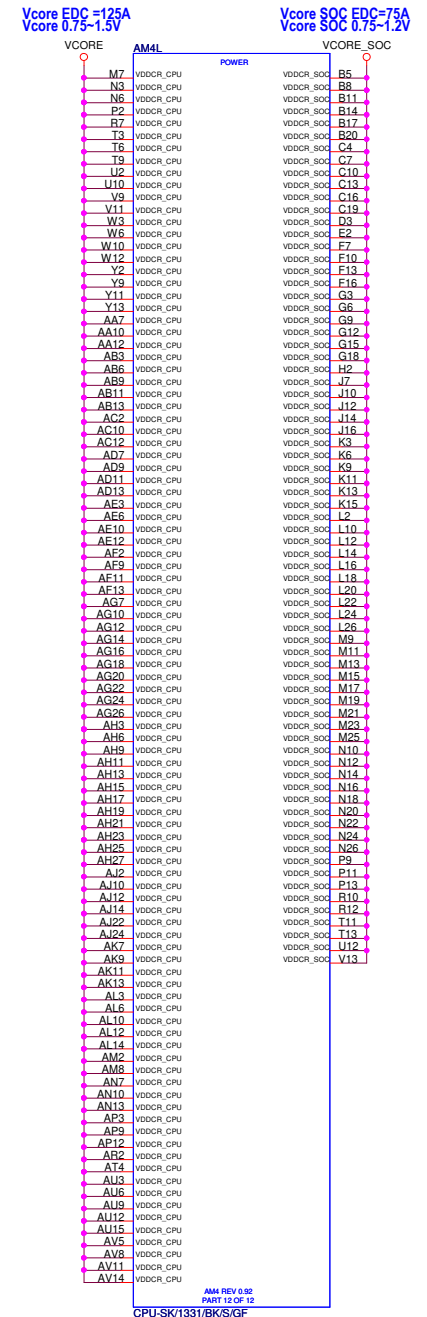 Vcore EDC =125A Vcore SOC EDC=75A
Vcore 0.75~1.5V Vcore SOC 0.75~1.2V
VCORE AM4L VCORE_SOC
POWER
M7 VDDCR_CPU VDDCR_SOC B5
N3 VDDCR_CPU VDDCR_SOC B8
N6 VDDCR_CPU VDDCR_SOC B11
P2 VDDCR_CPU VDDCR_SOC B14
R7 VDDCR_CPU VDDCR_SOC B17
T3 VDDCR_CPU VDDCR_SOC B20
T6 VDDCR_CPU VDDCR_SOC C4
T9 VDDCR_CPU VDDCR_SOC C7
U2 VDDCR_CPU VDDCR_SOC C10
U10 VDDCR_CPU VDDCR_SOC C13
V9 VDDCR_CPU VDDCR_SOC C16
V11 VDDCR_CPU VDDCR_SOC C19
W3 VDDCR_CPU VDDCR_SOC D3
W6 VDDCR_CPU VDDCR_SOC E2
W10 VDDCR_CPU VDDCR_SOC F7
W12 VDDCR_CPU VDDCR_SOC F10
Y2 VDDCR_CPU VDDCR_SOC F13
Y9 VDDCR_CPU VDDCR_SOC F16
Y11 VDDCR_CPU VDDCR_SOC G3
Y13 VDDCR_CPU VDDCR_SOC G6
AA7 VDDCR_CPU VDDCR_SOC G9
AA10 VDDCR_CPU VDDCR_SOC G12
AA12 VDDCR_CPU VDDCR_SOC G15
AB3 VDDCR_CPU VDDCR_SOC G18
AB6 VDDCR_CPU VDDCR_SOC H2
AB9 VDDCR_CPU VDDCR_SOC J7
AB11 VDDCR_CPU VDDCR_SOC J10
AB13 VDDCR_CPU VDDCR_SOC J12
AC2 VDDCR_CPU VDDCR_SOC J14
AC10 VDDCR_CPU VDDCR_SOC J16
AC12 VDDCR_CPU VDDCR_SOC K3
AD7 VDDCR_CPU VDDCR_SOC K6
AD9 VDDCR_CPU VDDCR_SOC K9
AD11 VDDCR_CPU VDDCR_SOC K11
AD13 VDDCR_CPU VDDCR_SOC K13
AE3 VDDCR_CPU VDDCR_SOC K15
AE6 VDDCR_CPU VDDCR_SOC L2
AE10 VDDCR_CPU VDDCR_SOC L10
AE12 VDDCR_CPU VDDCR_SOC L12
AF2 VDDCR_CPU VDDCR_SOC L14
AF9 VDDCR_CPU VDDCR_SOC L16
AF11 VDDCR_CPU VDDCR_SOC L18
AF13 VDDCR_CPU VDDCR_SOC L20
AG7 VDDCR_CPU VDDCR_SOC L22
AG10 VDDCR_CPU VDDCR_SOC L24
AG12 VDDCR_CPU VDDCR_SOC L26
AG14 VDDCR_CPU VDDCR_SOC M9
AG16 VDDCR_CPU VDDCR_SOC M11
AG18 VDDCR_CPU VDDCR_SOC M13
AG20 VDDCR_CPU VDDCR_SOC M15
AG22 VDDCR_CPU VDDCR_SOC M17
AG24 VDDCR_CPU VDDCR_SOC M19
AG26 VDDCR_CPU VDDCR_SOC M21
AH3 VDDCR_CPU VDDCR_SOC M23
AH6 VDDCR_CPU VDDCR_SOC M25
AH9 VDDCR_CPU VDDCR_SOC N10
AH11 VDDCR_CPU VDDCR_SOC N12
AH13 VDDCR_CPU VDDCR_SOC N14
AH15 VDDCR_CPU VDDCR_SOC N16
AH17 VDDCR_CPU VDDCR_SOC N18
AH19 VDDCR_CPU VDDCR_SOC N20
AH21 VDDCR_CPU VDDCR_SOC N22
AH23 VDDCR_CPU VDDCR_SOC N24
AH25 VDDCR_CPU VDDCR_SOC N26
AH27 VDDCR_CPU VDDCR_SOC P9
AJ2 VDDCR_CPU VDDCR_SOC P11
AJ10 VDDCR_CPU VDDCR_SOC P13
AJ12 VDDCR_CPU VDDCR_SOC R10
AJ14 VDDCR_CPU VDDCR_SOC R12
AJ22 VDDCR_CPU VDDCR_SOC T11
AJ24 VDDCR_CPU VDDCR_SOC T13
AK7 VDDCR_CPU VDDCR_SOC U12
AK9 VDDCR_CPU VDDCR_SOC V13
AK11 VDDCR_CPU
AK13 VDDCR_CPU
AL3 VDDCR_CPU
AL6 VDDCR_CPU
AL10 VDDCR_CPU
AL12 VDDCR_CPU
AL14 VDDCR_CPU
AM2 VDDCR_CPU
AM8 VDDCR_CPU
AN7 VDDCR_CPU
AN10 VDDCR_CPU
AN13 VDDCR_CPU
AP3 VDDCR_CPU
AP9 VDDCR_CPU
AP12 VDDCR_CPU
AR2 VDDCR_CPU
AT4 VDDCR_CPU
AU3 VDDCR_CPU
AU6 VDDCR_CPU
AU9 VDDCR_CPU
AU12 VDDCR_CPU
AU15 VDDCR_CPU
AV5 VDDCR_CPU
AV8 VDDCR_CPU
AV11 VDDCR_CPU
AV14 VDDCR_CPU
AM4 REV 0.92
PART 12 OF 12
CPU-SK/1331/BK/S/GF